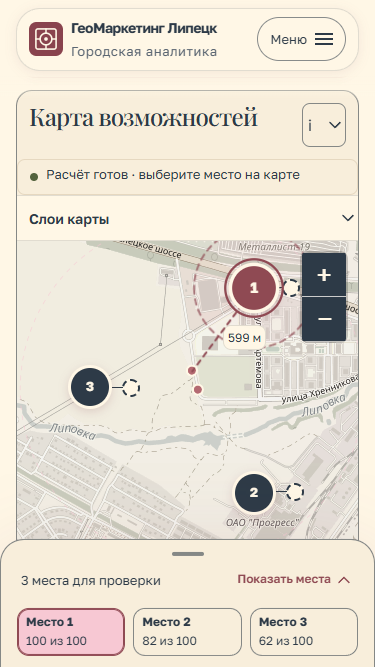 ГеоМаркетинг Липецк
Городская аналитика
Меню
Карта возможностей
i
Расчёт готов · выберите место на карте
Слои карты
шоссе
Металлист-19
1
+
−
599 м
3
улица Хренникова
Липовка
Липовка
2
ОАО "Прогресс"
3 места для проверки
Показать места
Место 1
100 из 100
Место 2
82 из 100
Место 3
62 из 100